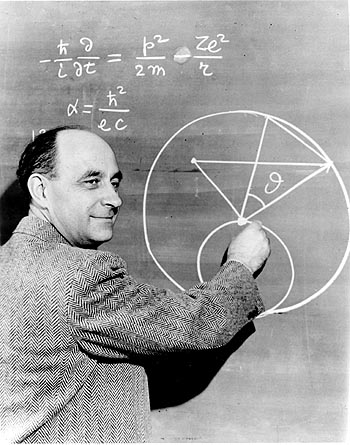 -ħ/i ∂/∂t = p²/2m - Ze²/r
α = ħ²/ec
ϑ